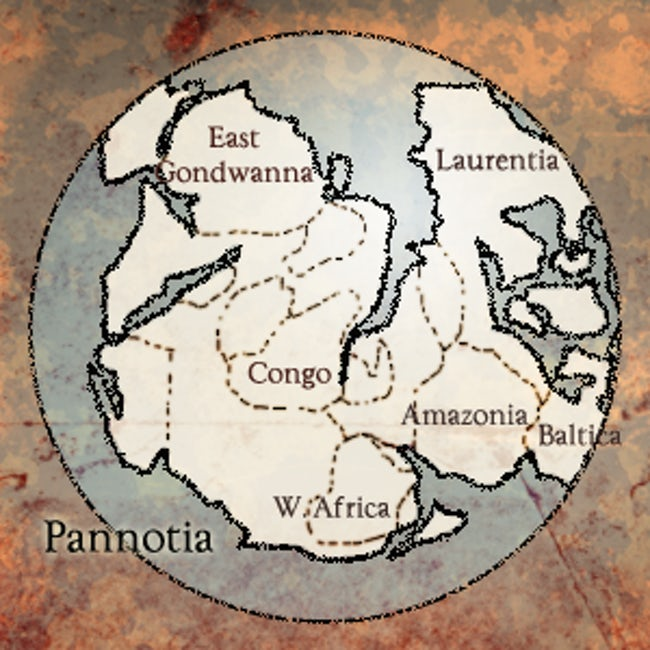 East
Gondwanna
Laurentia
Congo
Amazonia
Baltica
W. Africa
Pannotia